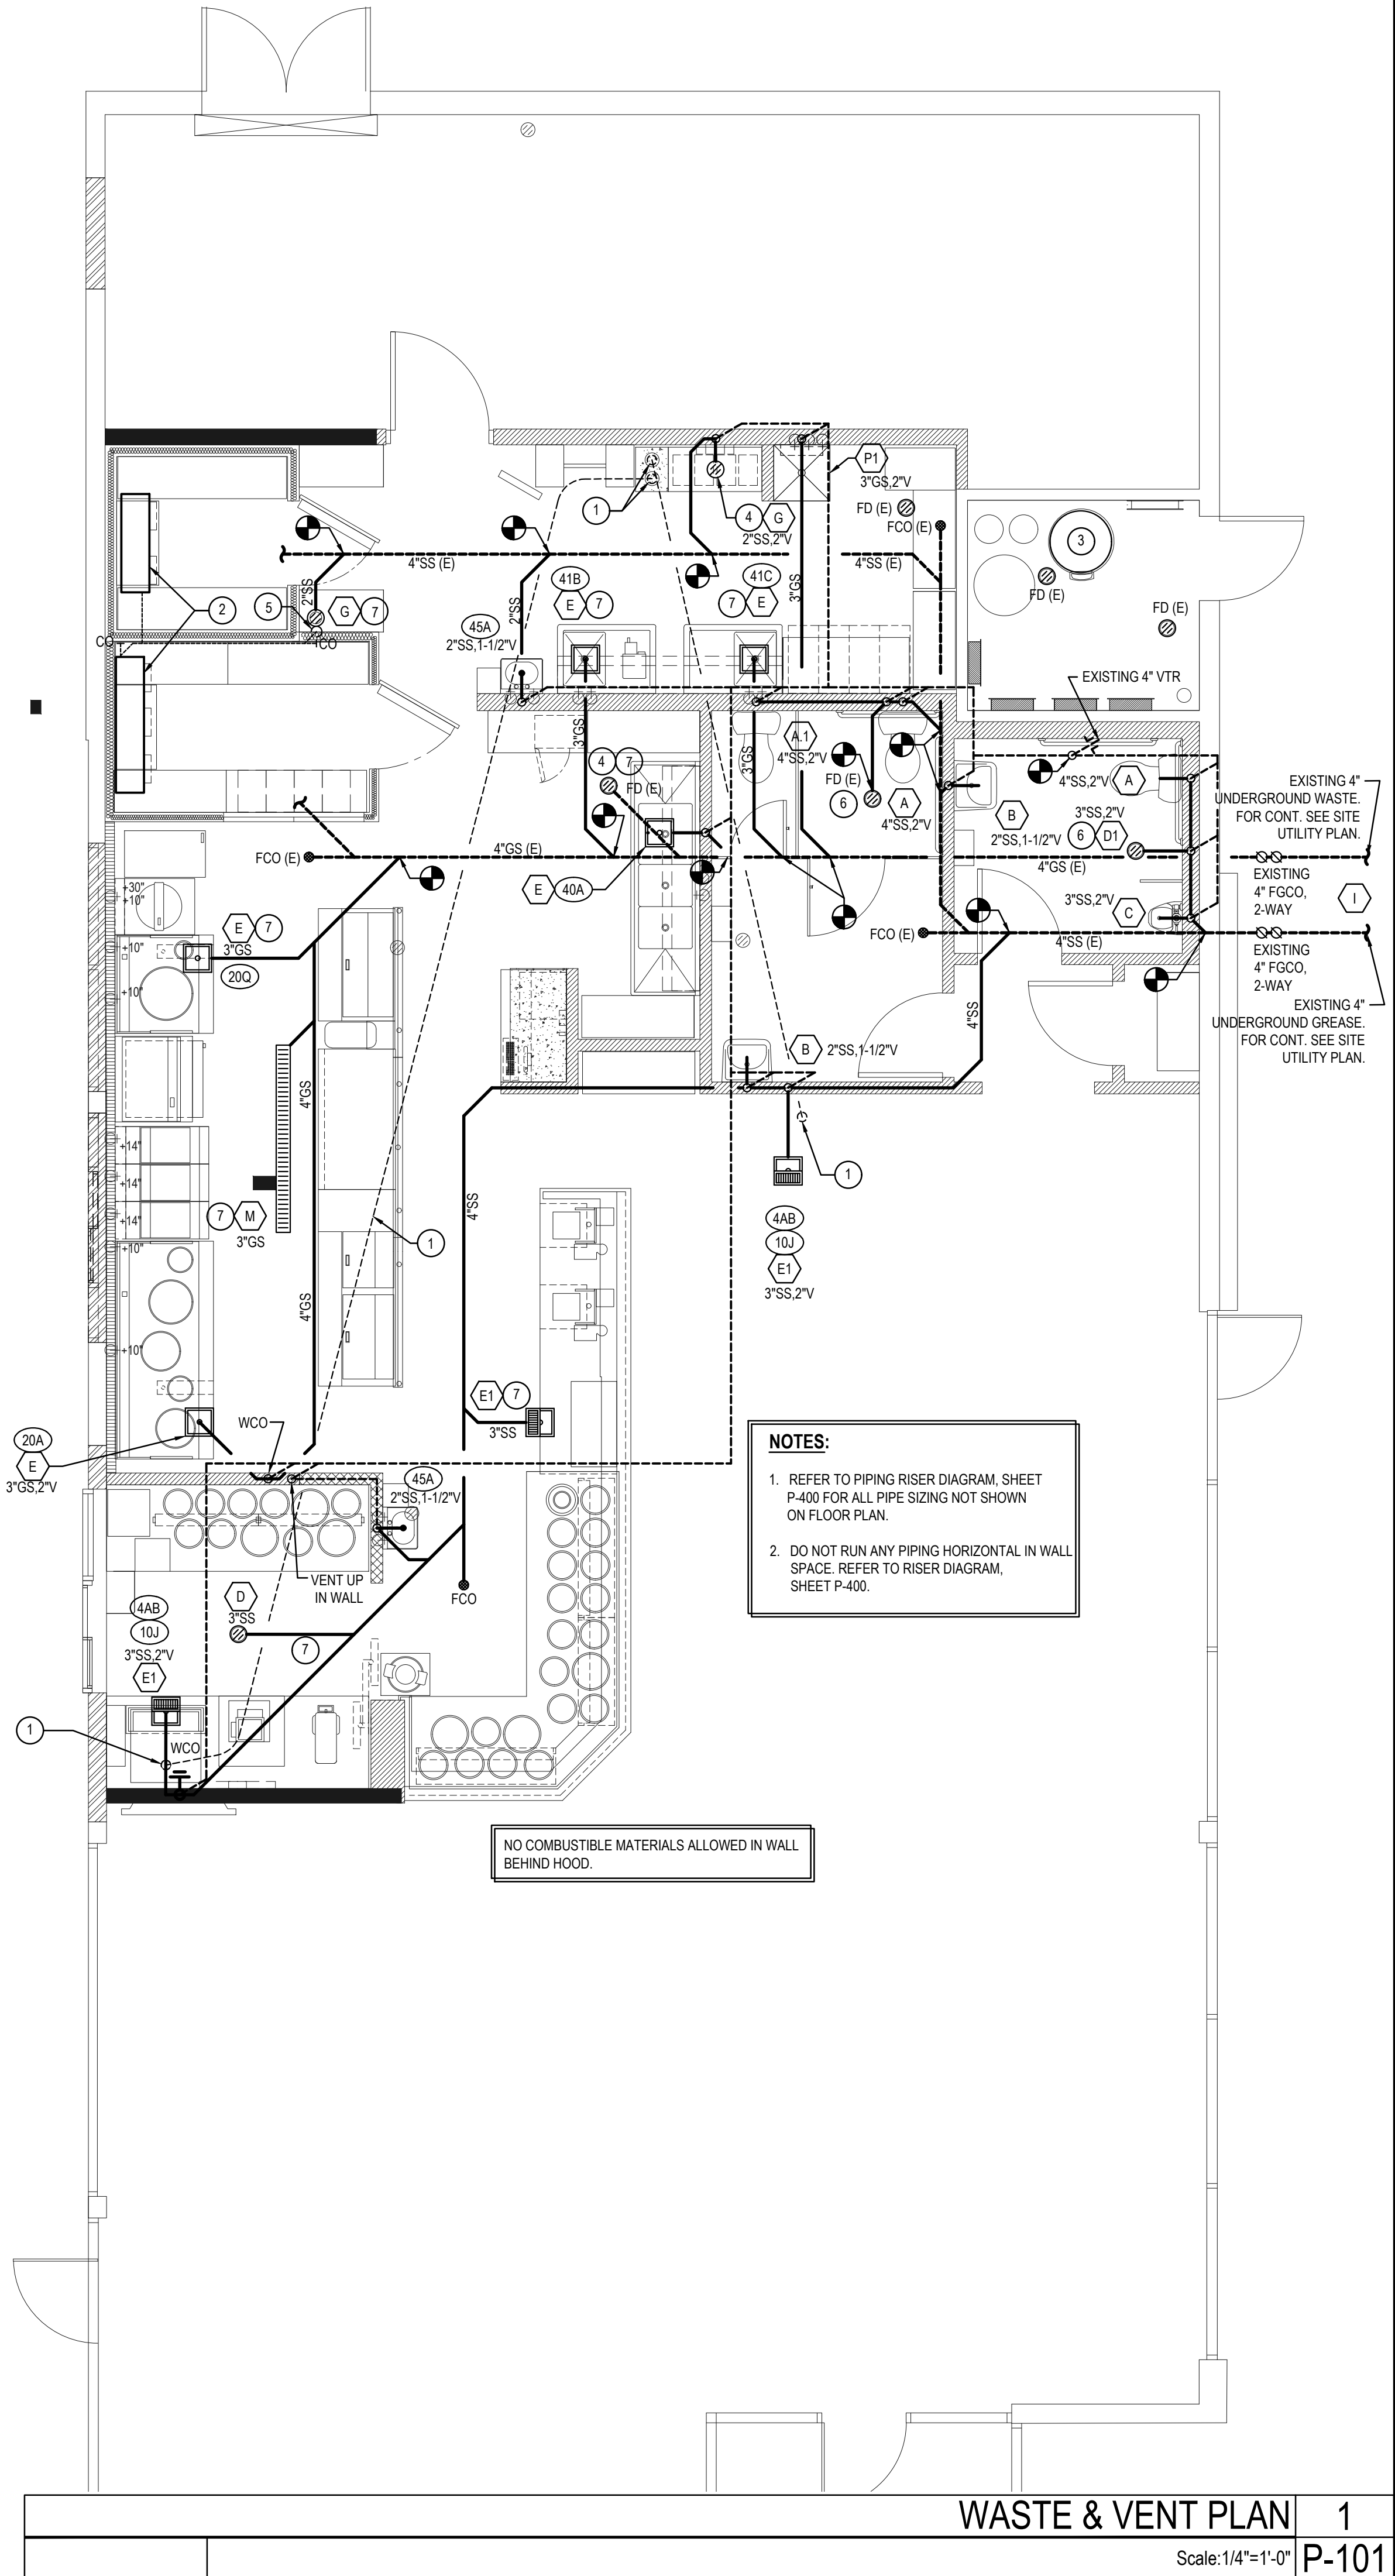 P1
3"GS,2"V
FD (E)
FCO (E)
1
4
G
2"SS,2"V
3
4"SS (E)
4"SS (E)
41B
E
7
41C
7
E
3"GS
FD (E)
FD (E)
2"SS
2
5
G
7
2"SS
45A
2"SS,1-1/2"V
CO
CO
EXISTING 4" VTR
3"GS
3"GS
A.1
4"SS,2"V
4
7
FD (E)
FD (E)
6
A
4"SS,2"V
4"SS,2"V
A
B
2"SS,1-1/2"V
3"SS,2"V
6
D1
EXISTING 4"
UNDERGROUND WASTE.
FOR CONT. SEE SITE
UTILITY PLAN.
FCO (E)
4"GS (E)
4"GS (E)
EXISTING
4" FGCO,
2-WAY
I
+30"
+10"
E
40A
3"SS,2"V
C
E
7
3"GS
20Q
+10"
+10"
FCO (E)
4"SS (E)
EXISTING
4" FGCO,
2-WAY
EXISTING 4"
UNDERGROUND GREASE.
FOR CONT. SEE SITE
UTILITY PLAN.
4"SS
B
2"SS,1-1/2"V
4"GS
+14"
+14"
+14"
+10"
+10"
7
M
3"GS
1
4"SS
1
4AB
10J
E1
3"SS,2"V
4"GS
E1
7
3"SS
WCO
20A
E
3"GS,2"V
45A
2"SS,1-1/2"V
NOTES:
1. REFER TO PIPING RISER DIAGRAM, SHEET
P-400 FOR ALL PIPE SIZING NOT SHOWN
ON FLOOR PLAN.
2. DO NOT RUN ANY PIPING HORIZONTAL IN WALL
SPACE. REFER TO RISER DIAGRAM,
SHEET P-400.
VENT UP
IN WALL
FCO
4AB
10J
3"SS,2"V
E1
D
3"SS
7
1
WCO
NO COMBUSTIBLE MATERIALS ALLOWED IN WALL
BEHIND HOOD.
WASTE & VENT PLAN
1
Scale:1/4"=1'-0"
P-101